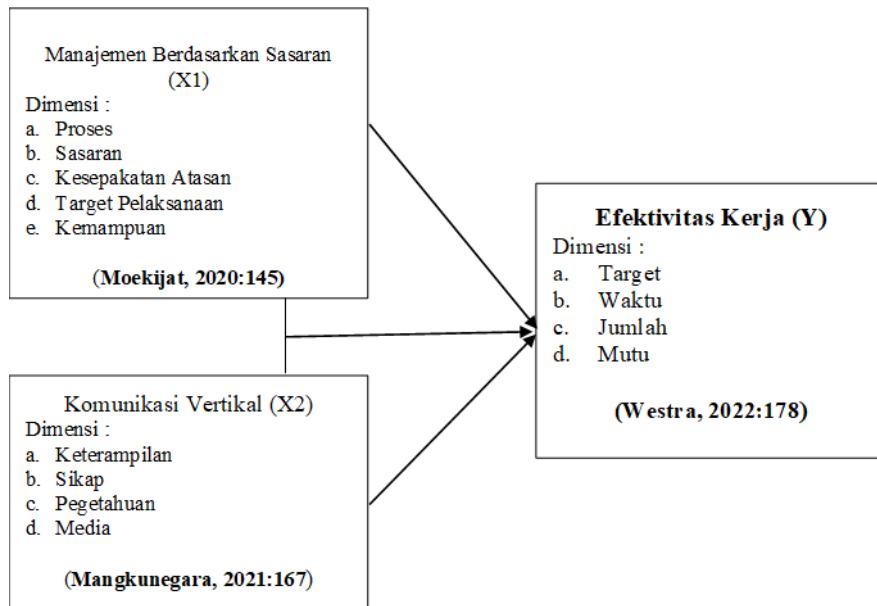 Manajemen Berdasarkan Sasaran
(X1)
Dimensi :
a. Proses
b. Sasaran
c. Kesepakatan Atasan
d. Target Pelaksanaan
e. Kemampuan
(Moekijat, 2020:145)
Komunikasi Vertikal (X2)
Dimensi :
a. Keterampilan
b. Sikap
c. Pegetahuan
d. Media
(Mangkunegara, 2021:167)
Efektivitas Kerja (Y)
Dimensi :
a. Target
b. Waktu
c. Jumlah
d. Mutu
(Westra, 2022:178)